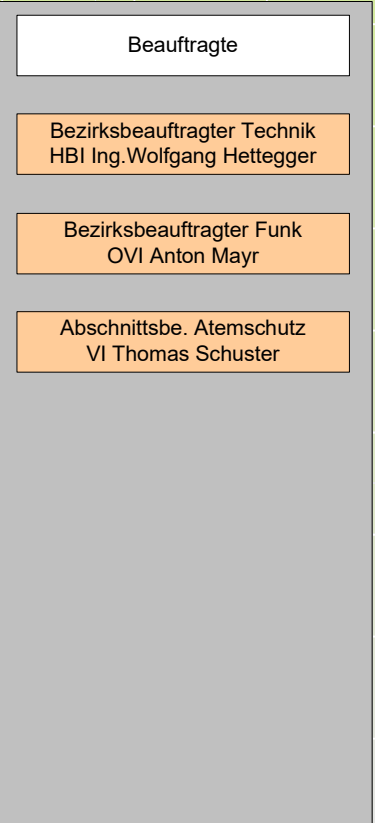 Beauftragte
Bezirksbeauftragter Technik
HBI Ing.Wolfgang Hettegger
Bezirksbeauftragter Funk
OVI Anton Mayr
Abschnittsbe. Atemschutz
VI Thomas Schuster